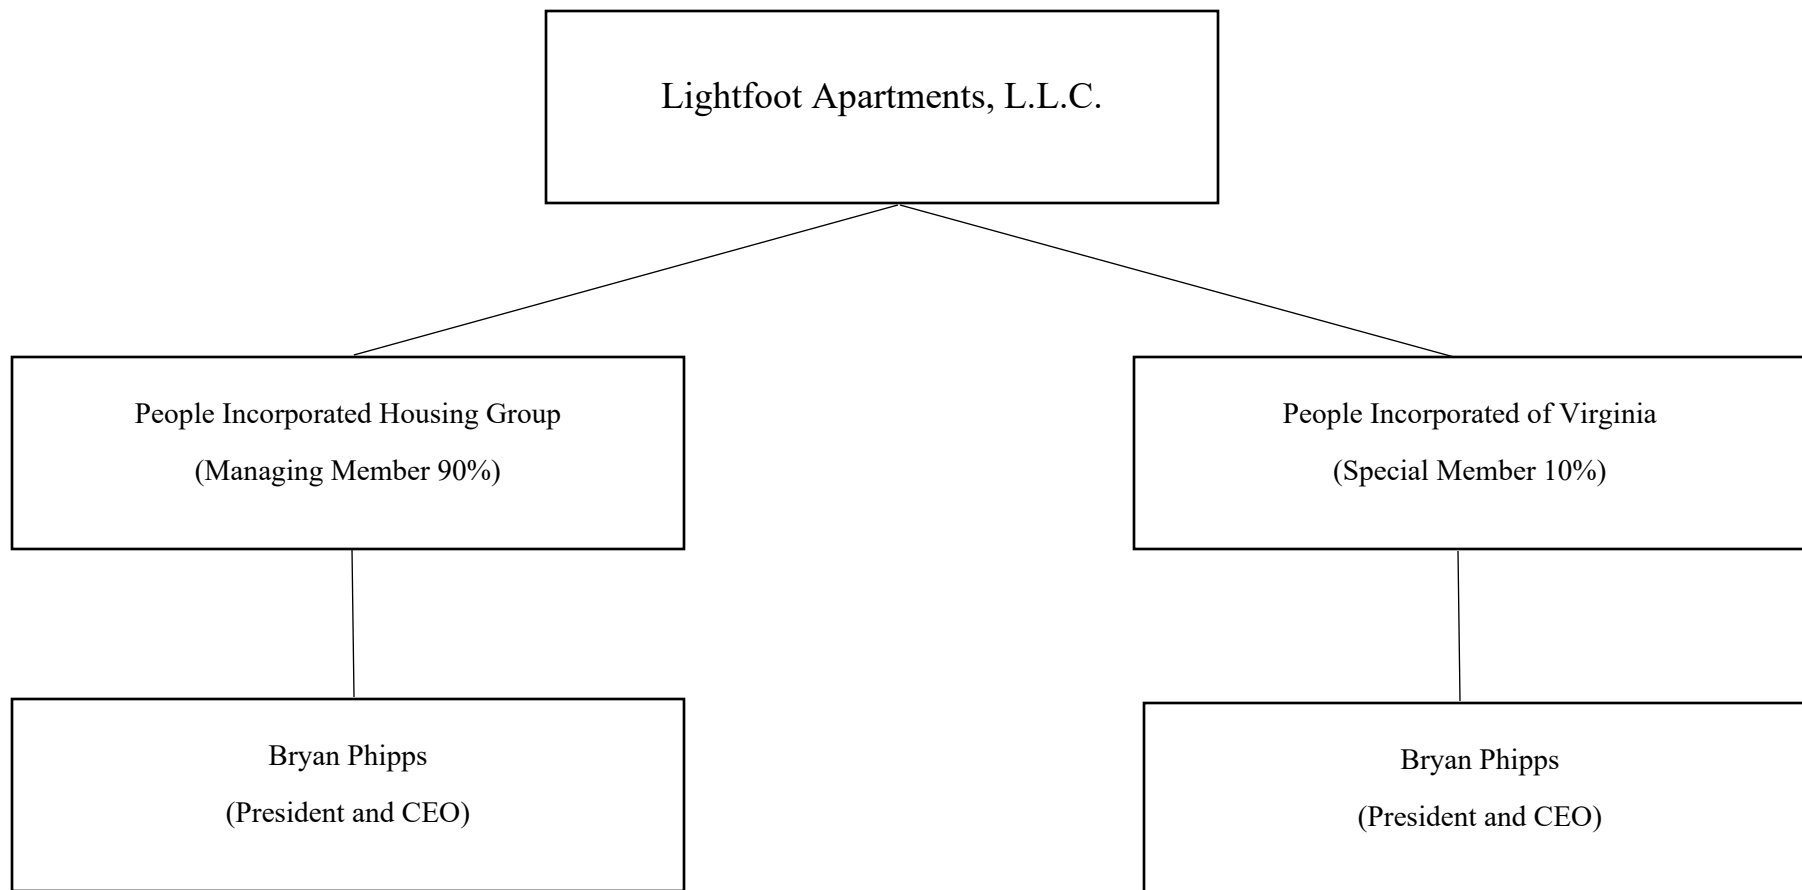 Lightfoot Apartments, L.L.C.
People Incorporated Housing Group
(Managing Member 90%)
People Incorporated of Virginia
(Special Member 10%)
Bryan Phipps
(President and CEO)
Bryan Phipps
(President and CEO)